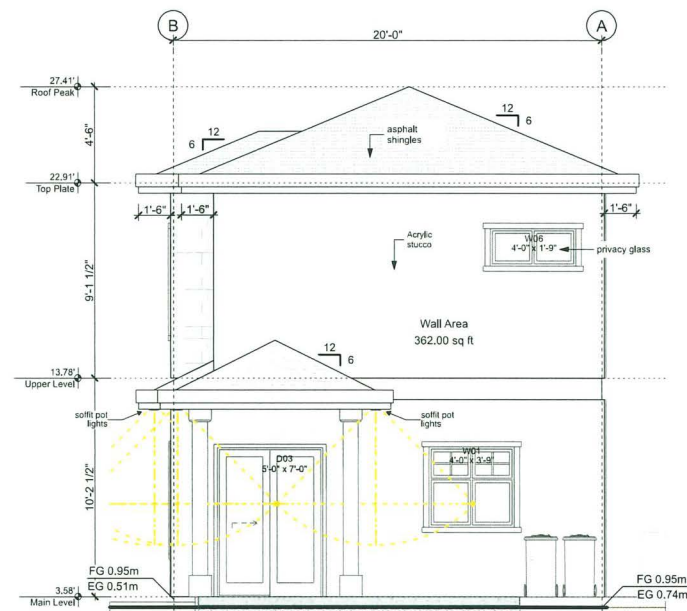 B
A
20'-0"
27.41'
Roof Peak
4'-6"
12
6
asphalt
shingles
12
6
22.91'
Top Plate
1'-6"
1'-6"
1'-6"
9'-1 1/2"
Acrylic
stucco
W06
4'-0" x 1'-9"
privacy glass
Wall Area
362.00 sq ft
12
6
13.78'
Upper Level
soffit pot
lights
soffit pot
lights
10'-2 1/2"
D03
5'-0" x 7'-0"
W01
4'-0" x 3'-9"
FG 0.95m
EG 0.51m
FG 0.95m
EG 0.74m
3.58'
Main Level